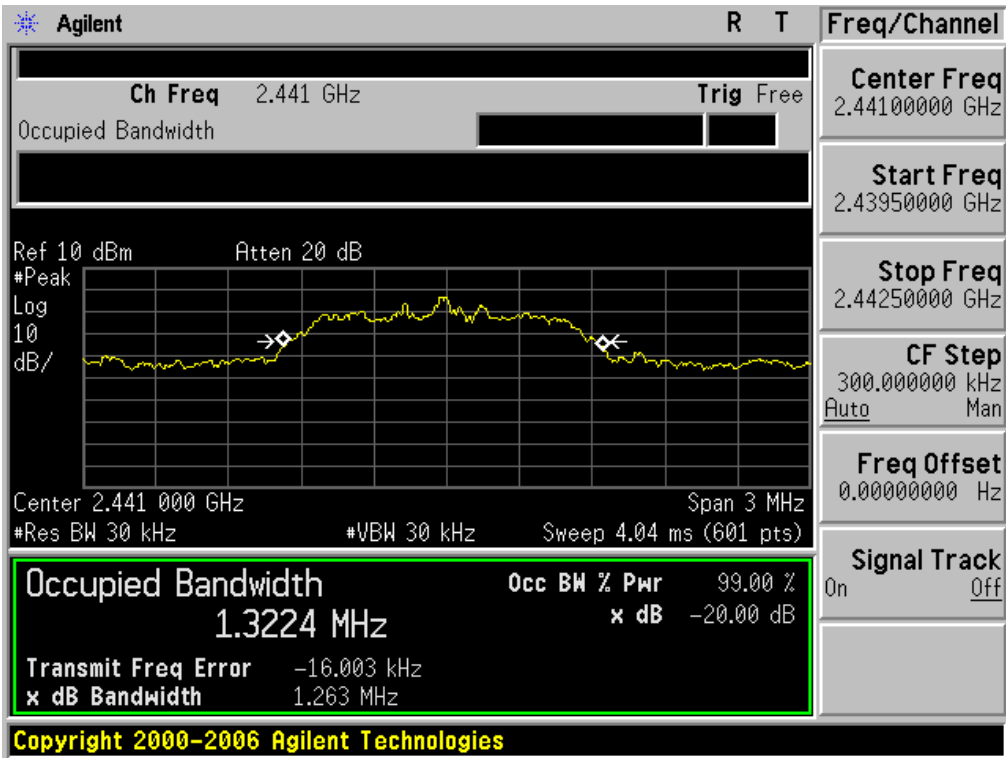 Agilent R T Freq/Channel
Ch Freq 2.441 GHz Trig Free
Occupied Bandwidth
Center Freq
2.44100000 GHz
Start Freq
2.43950000 GHz
Stop Freq
2.44250000 GHz
CF Step
300.000000 kHz
Auto Man
Freq Offset
0.00000000 Hz
Signal Track
On Off
Ref 10 dBm Atten 20 dB
#Peak
Log
10
dB/
Center 2.441 000 GHz Span 3 MHz
#Res BW 30 kHz #VBW 30 kHz Sweep 4.04 ms (601 pts)
Occupied Bandwidth Occ BW % Pwr 99.00 %
1.3224 MHz x dB -20.00 dB
Transmit Freq Error -16.003 kHz
x dB Bandwidth 1.263 MHz
Copyright 2000-2006 Agilent Technologies